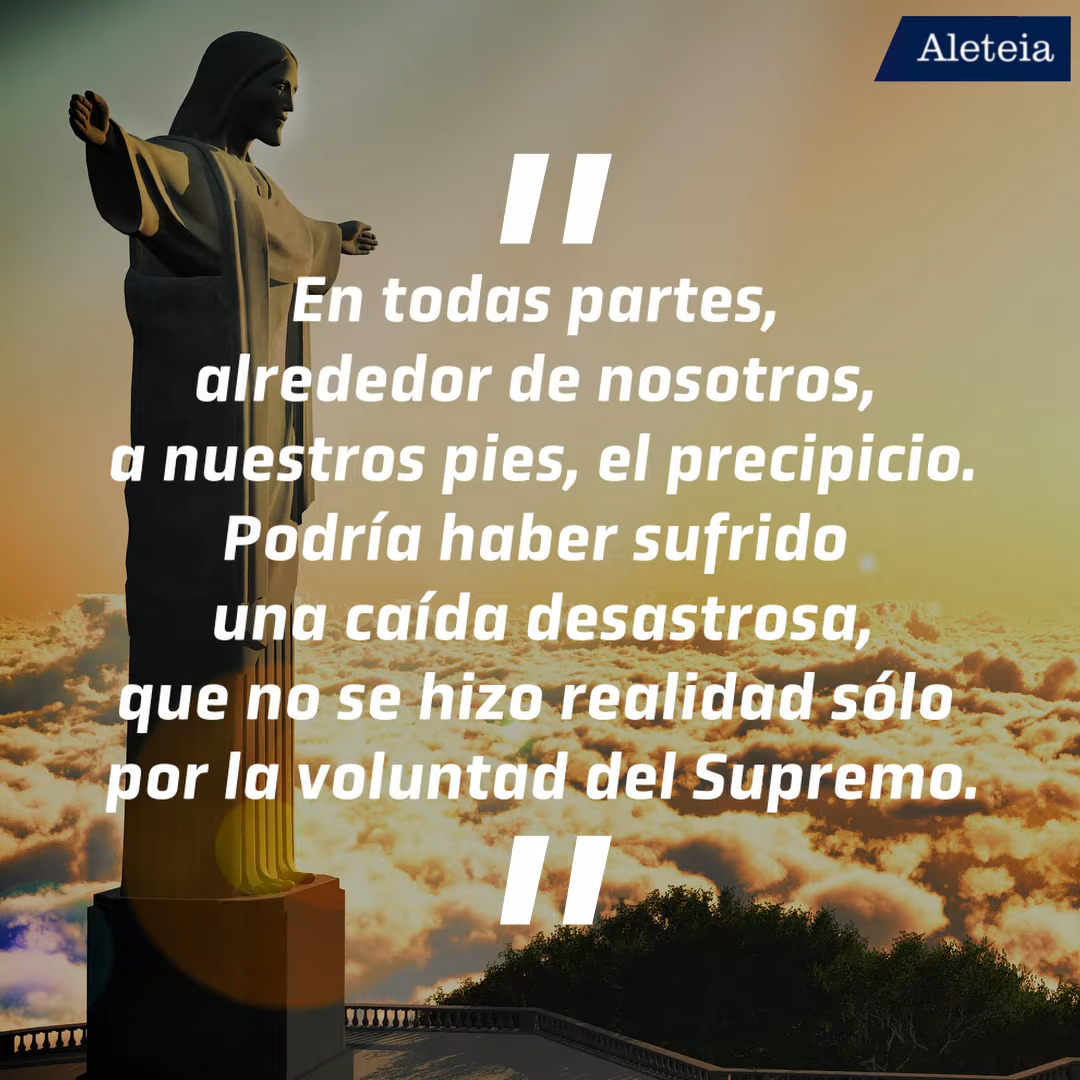 Aleteia
"
En todas partes,
alrededor de nosotros,
a nuestros pies, el precipicio.
Podría haber sufrido
una caída desastrosa,
que no se hizo realidad sólo
por la voluntad del Supremo.
"